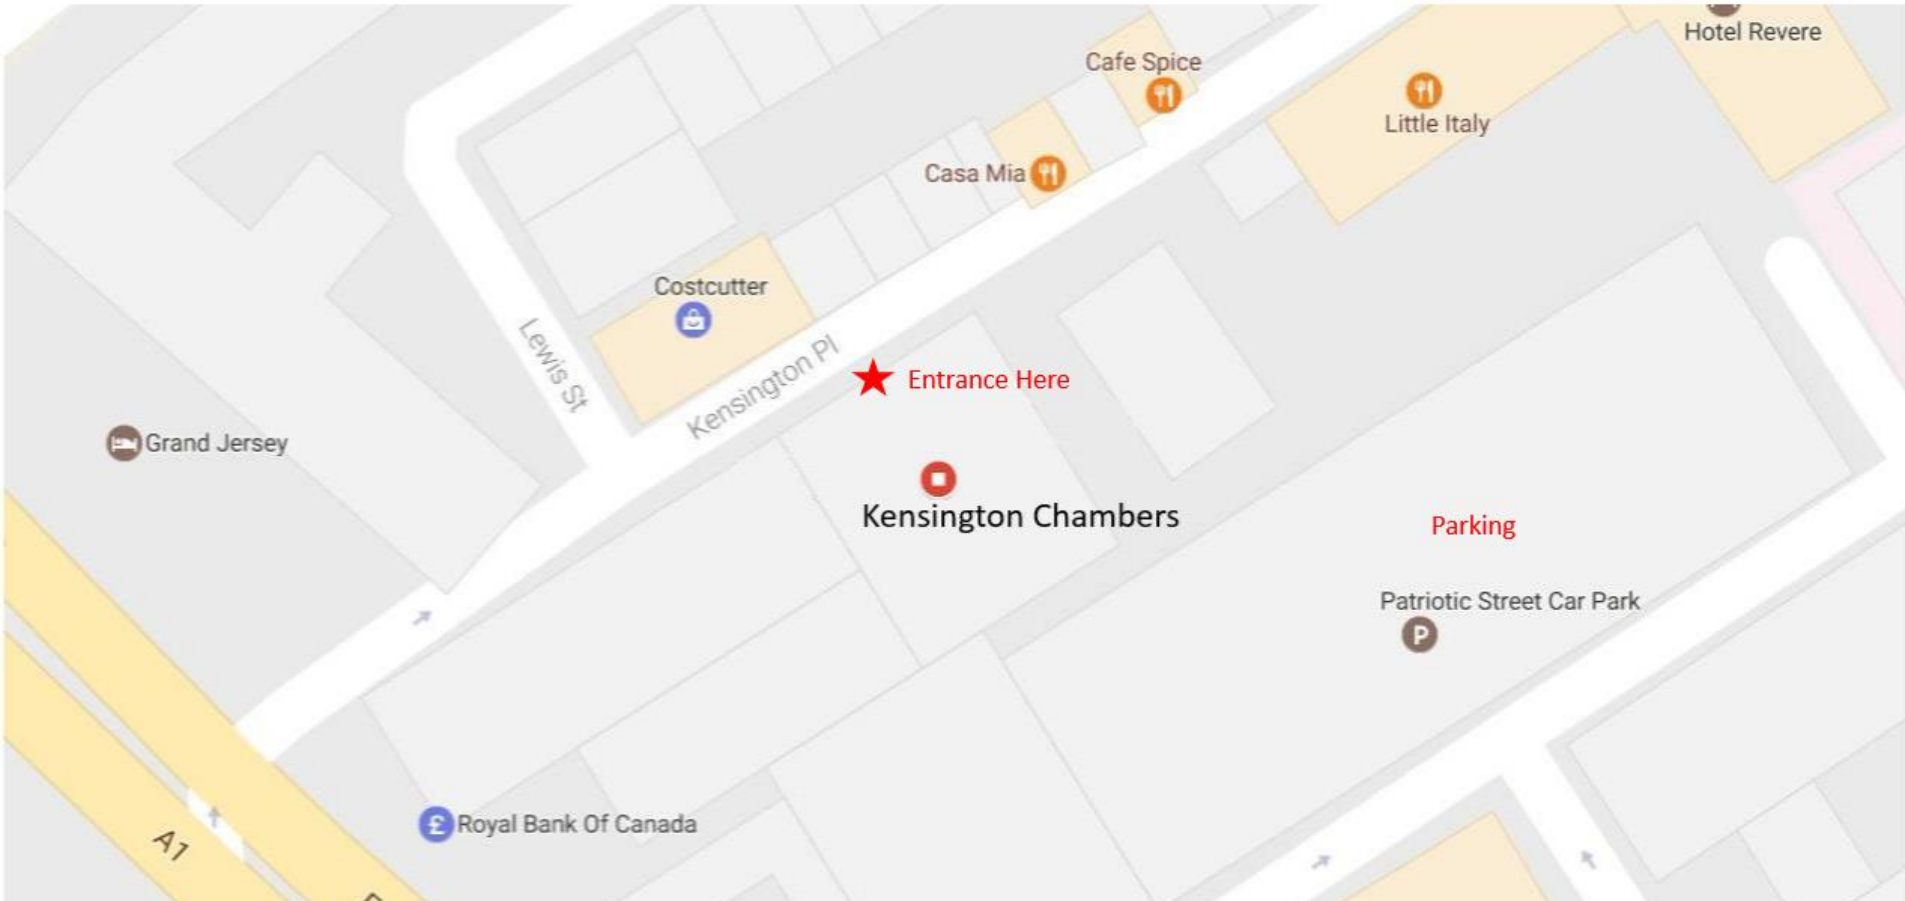 Hotel Revere
Cafe Spice
Little Italy
Casa Mia
Costcutter
Lewis St
Kensington Pl
Entrance Here
Grand Jersey
Kensington Chambers
Parking
Patriotic Street Car Park
P
£ Royal Bank Of Canada
A1